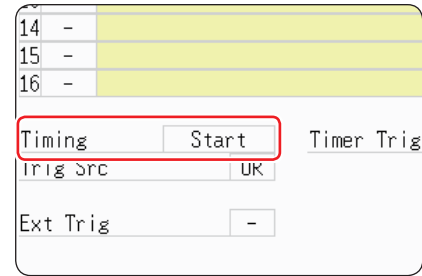 14 -
15 -
16 -
Timing Start Timer Trig
Trig Src OR
Ext Trig -